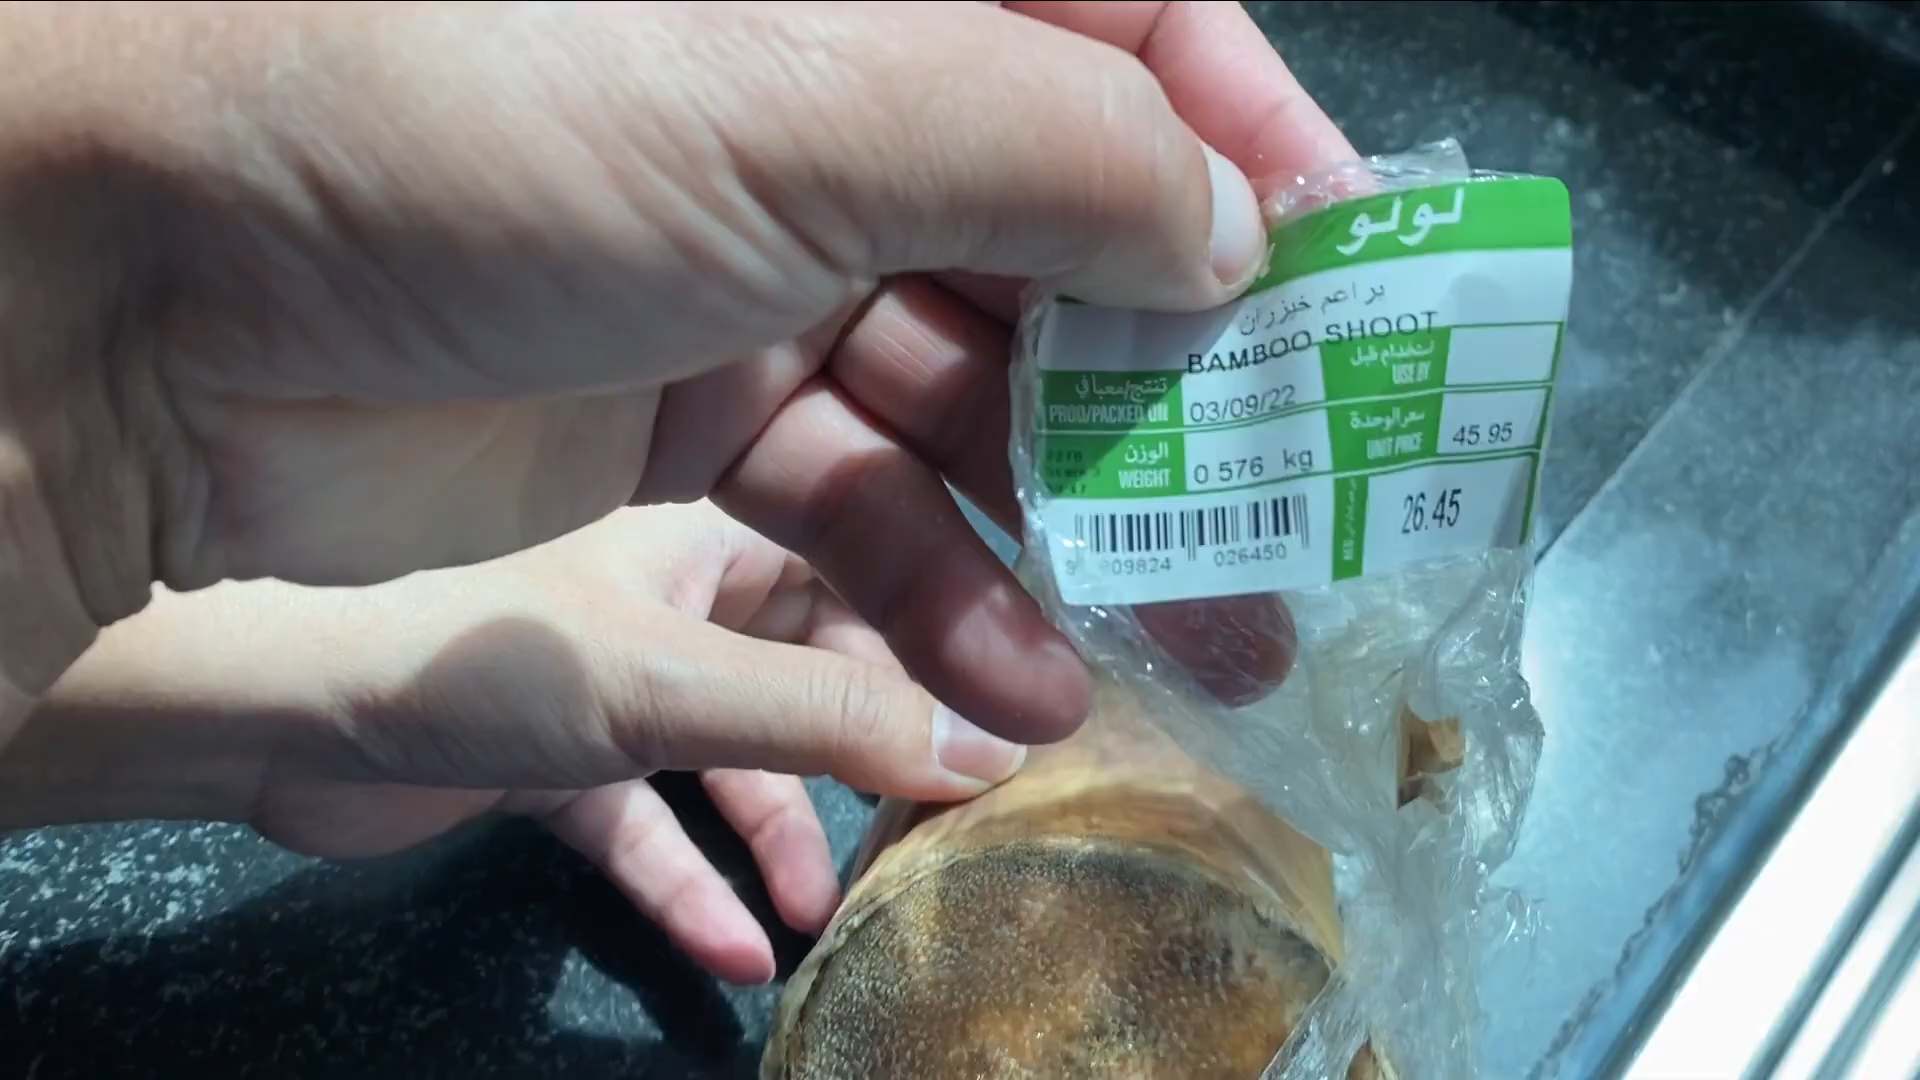 لولو
براعم خيزران
BAMBOO SHOOT
تنتج/معبأ في
PROD/PACKED ON
03/09/22
استخدام قبل
USE BY
الوزن
WEIGHT
0 576 kg
سعر الوحدة
UNIT PRICE
45 95
26.45
09824 026450